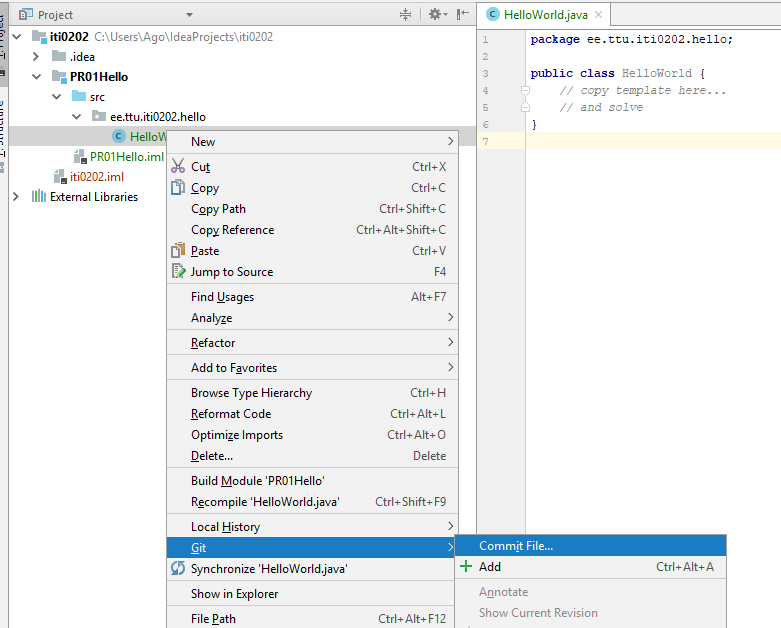 Project
iti0202 C:\Users\Ago\IdeaProjects\iti0202
.idea
PR01Hello
src
ee.ttu.iti0202.hello
HelloW
PR01Hello.iml
iti0202.iml
External Libraries
New
Cut Ctrl+X
Copy Ctrl+C
Copy Path Ctrl+Shift+C
Copy Reference Ctrl+Alt+Shift+C
Paste Ctrl+V
Jump to Source F4
Find Usages Alt+F7
Analyze
Refactor
Add to Favorites
Browse Type Hierarchy Ctrl+H
Reformat Code Ctrl+Alt+L
Optimize Imports Ctrl+Alt+O
Delete... Delete
Build Module 'PR01Hello'
Recompile 'HelloWorld.java' Ctrl+Shift+F9
Local History
Git
Synchronize 'HelloWorld.java'
Show in Explorer
File Path Ctrl+Alt+F12
Commit File...
Add Ctrl+Alt+A
Annotate
Show Current Revision
HelloWorld.java
1 package ee.ttu.iti0202.hello;
2
3 public class HelloWorld {
4 // copy template here...
5 // and solve
6 }
7